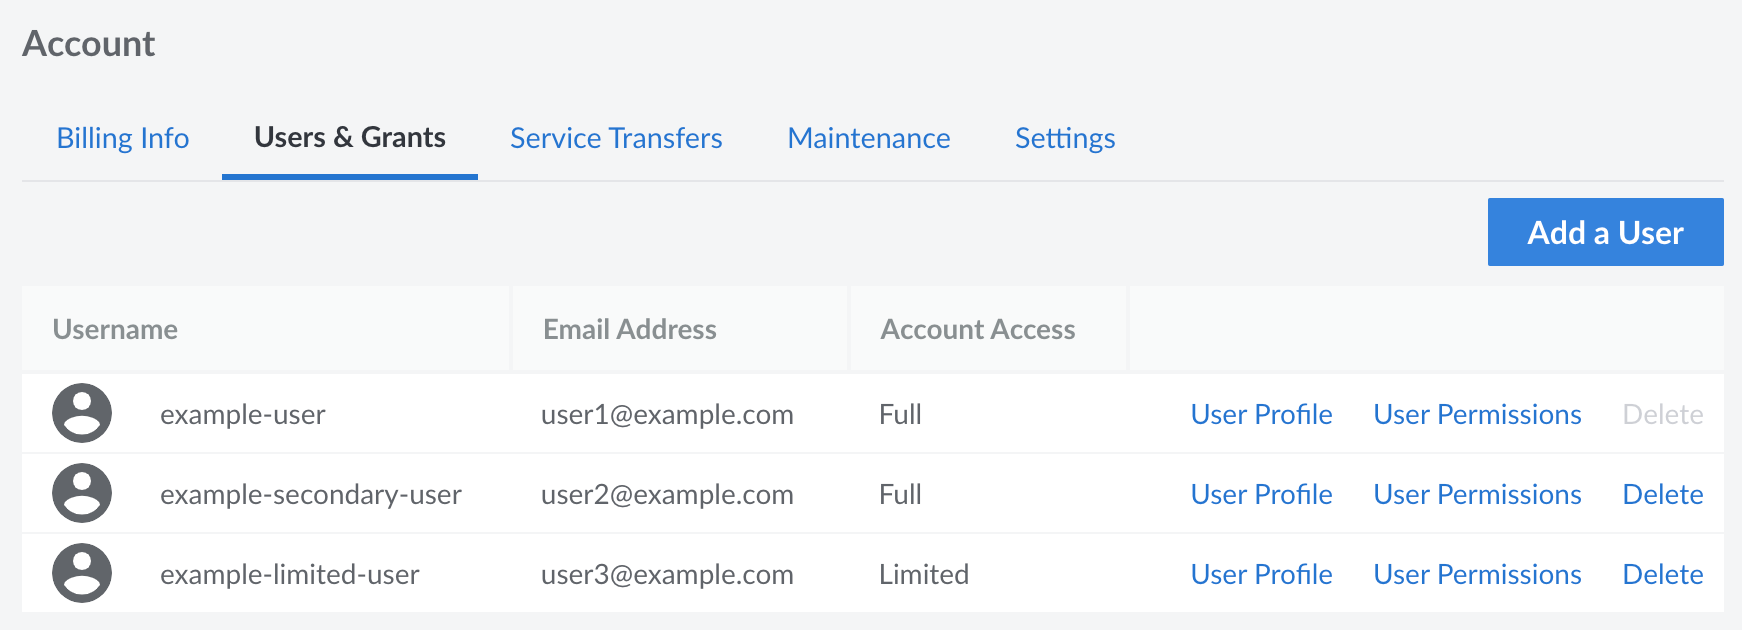 Account
Billing Info Users & Grants Service Transfers Maintenance Settings
Add a User
Username Email Address Account Access
example-user user1@example.com Full User Profile User Permissions Delete
example-secondary-user user2@example.com Full User Profile User Permissions Delete
example-limited-user user3@example.com Limited User Profile User Permissions Delete